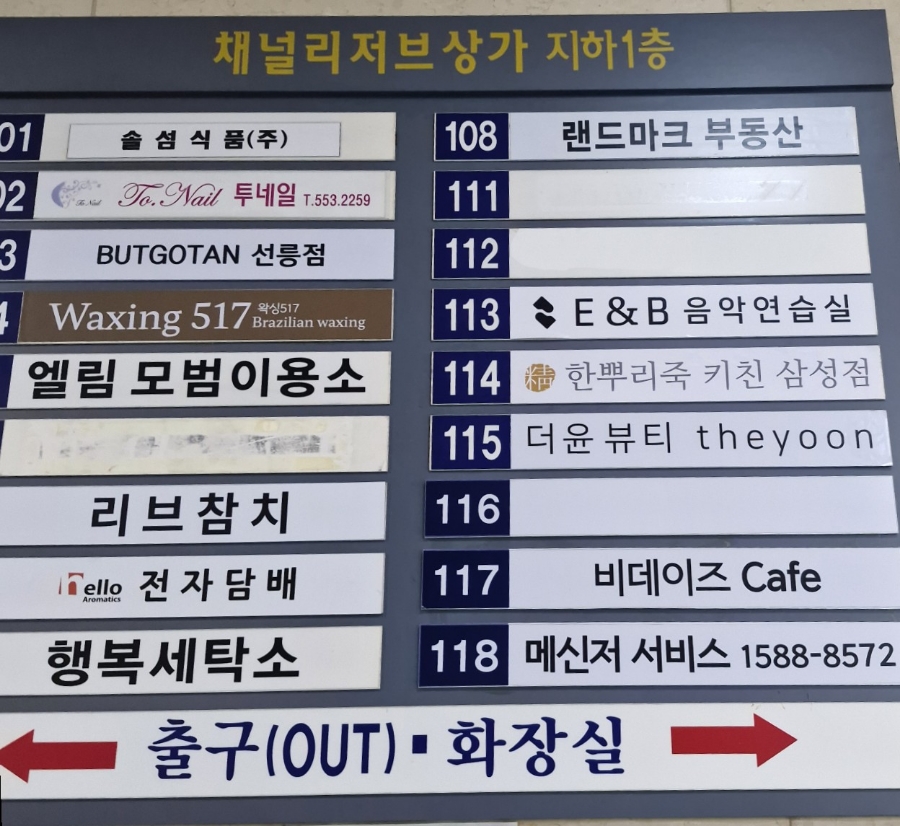 채널리저브상가 지하1층
01 솔 섬 식 품(주)
02 To. Nail To. Nail 투네일 T.553.2259
3 BUTGOTAN 선릉점
4 Waxing 517 왁싱517 Brazilian waxing
엘림 모범이용소
리브참치
hello Aromatics 전자담배
행복세탁소
108 랜드마크 부동산
111
112
113 E & B 음악연습실
114 精 한뿌리죽 키친 삼성점
115 더윤뷰티 theyoon
116
117 비데이즈 Cafe
118 메신저 서비스 1588-8572
출구(OUT)▪화장실